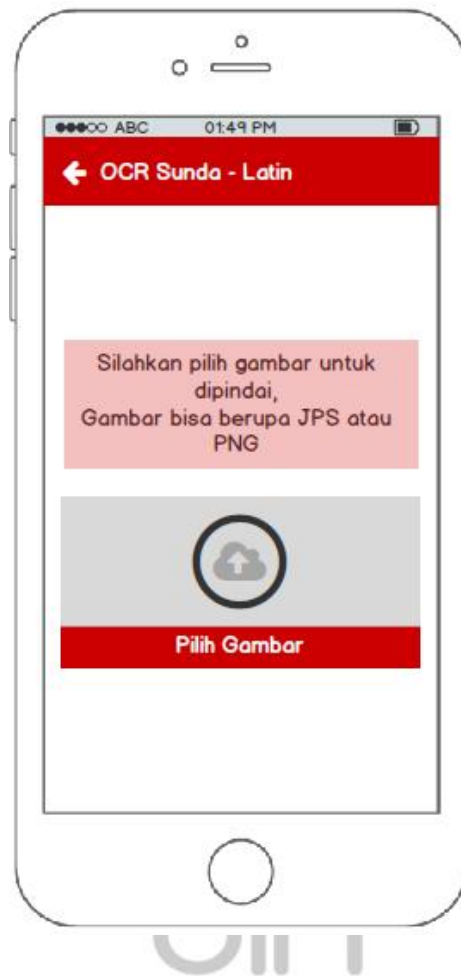 ABC 01:49 PM
OCR Sunda - Latin
Silahkan pilih gambar untuk
dipindai,
Gambar bisa berupa JPS atau
PNG
Pilih Gambar